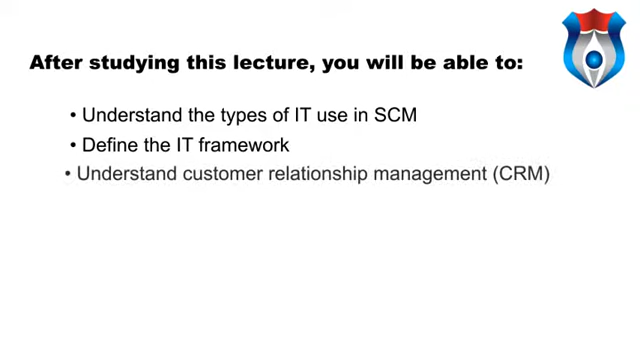 After studying this lecture, you will be able to:
• Understand the types of IT use in SCM
• Define the IT framework
• Understand customer relationship management (CRM)